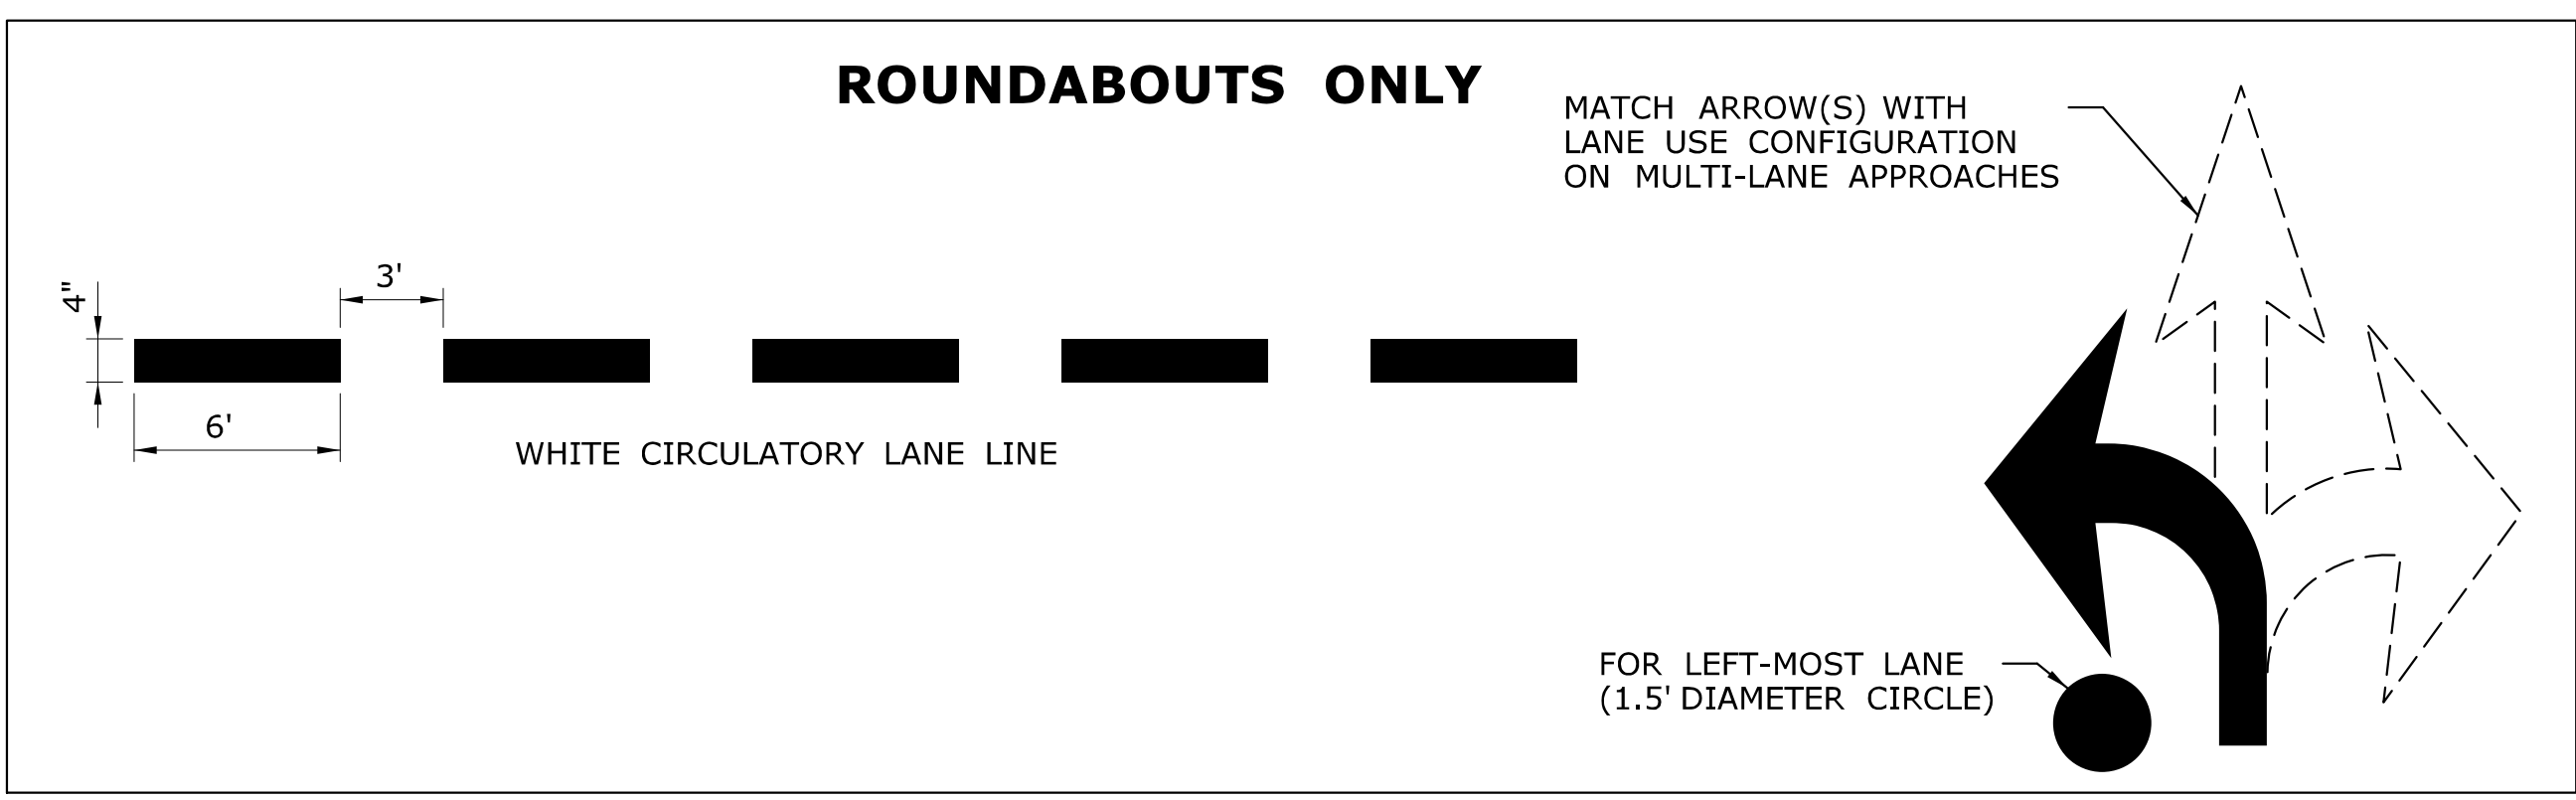 ROUNDABOUTS ONLY
MATCH ARROW(S) WITH
LANE USE CONFIGURATION
ON MULTI-LANE APPROACHES
4"
3'
6'
WHITE CIRCULATORY LANE LINE
FOR LEFT-MOST LANE
(1.5' DIAMETER CIRCLE)